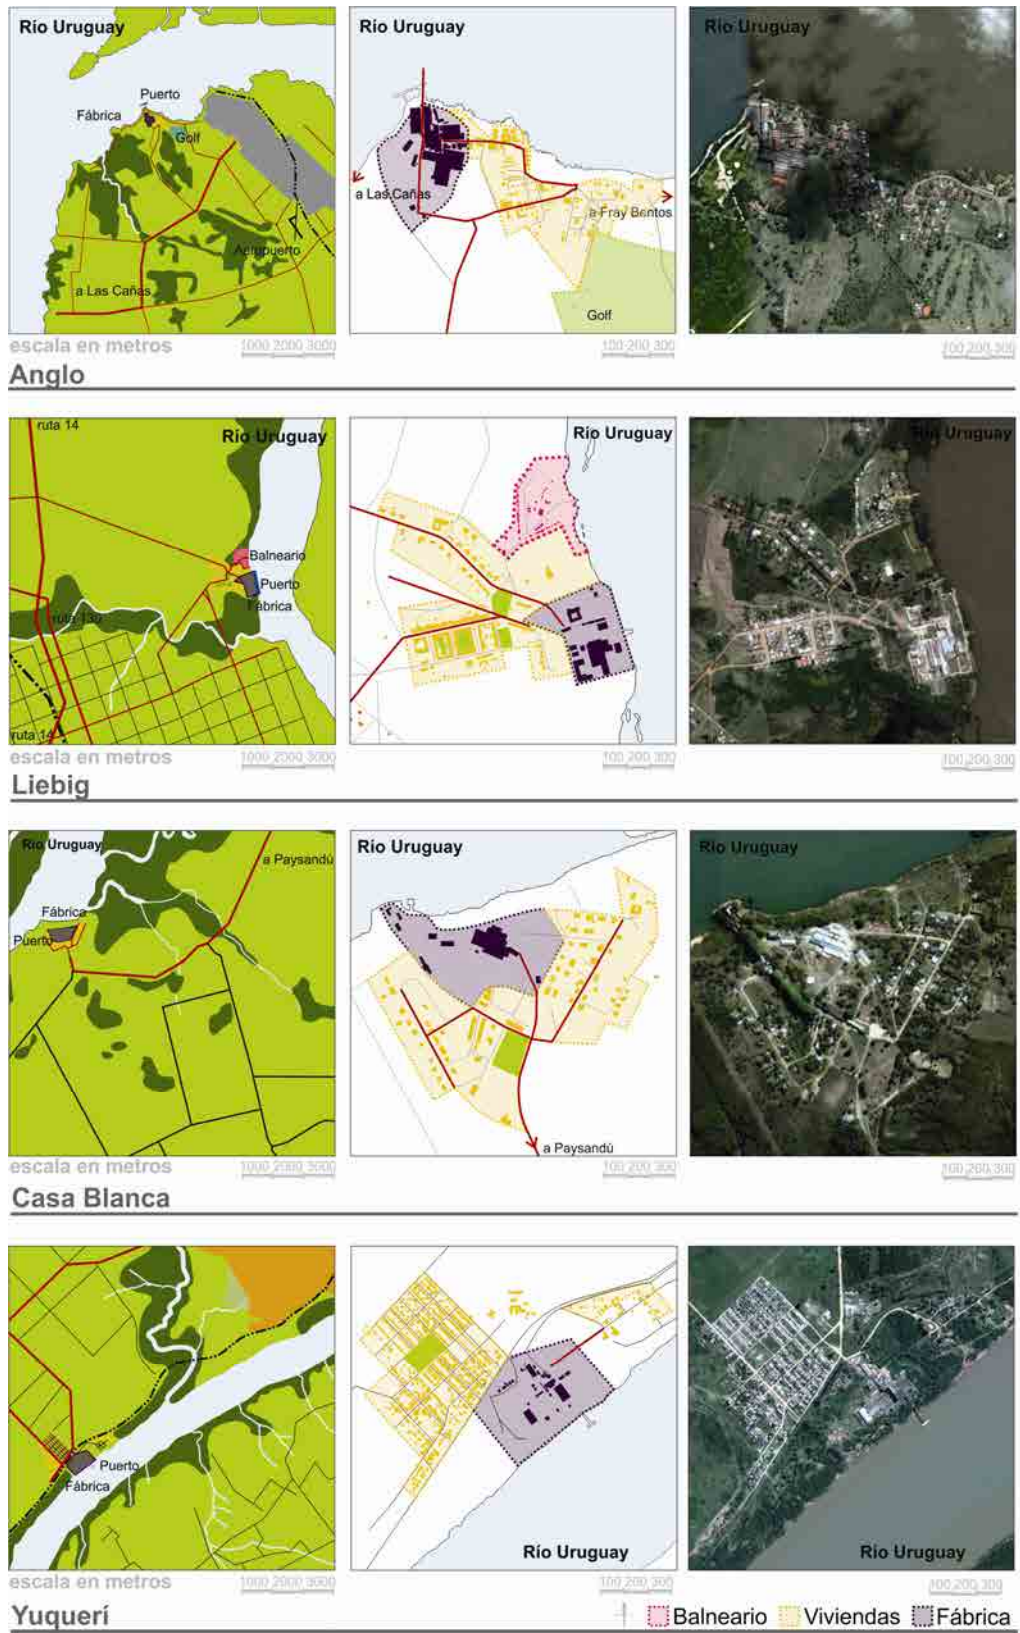 Río Uruguay
Puerto
Fábrica
Golf
Aeropuerto
a Las Cañas
escala en metros
1000 2000 3000
Río Uruguay
a Las Cañas
a Fray Bentos
Golf
100 200 300
Río Uruguay
100 200 300
Anglo
ruta 14
Río Uruguay
Balneario
Puerto
Fábrica
ruta 130
ruta 14
escala en metros
1000 2000 3000
Río Uruguay
100 200 300
Río Uruguay
100 200 300
Liebig
Río Uruguay
a Paysandú
Fábrica
Puerto
escala en metros
1000 2000 3000
Río Uruguay
a Paysandú
100 200 300
Río Uruguay
100 200 300
Casa Blanca
Puerto
Fábrica
escala en metros
1000 2000 3000
Río Uruguay
100 200 300
Río Uruguay
100 200 300
Yuquerí
Balneario
Viviendas
Fábrica